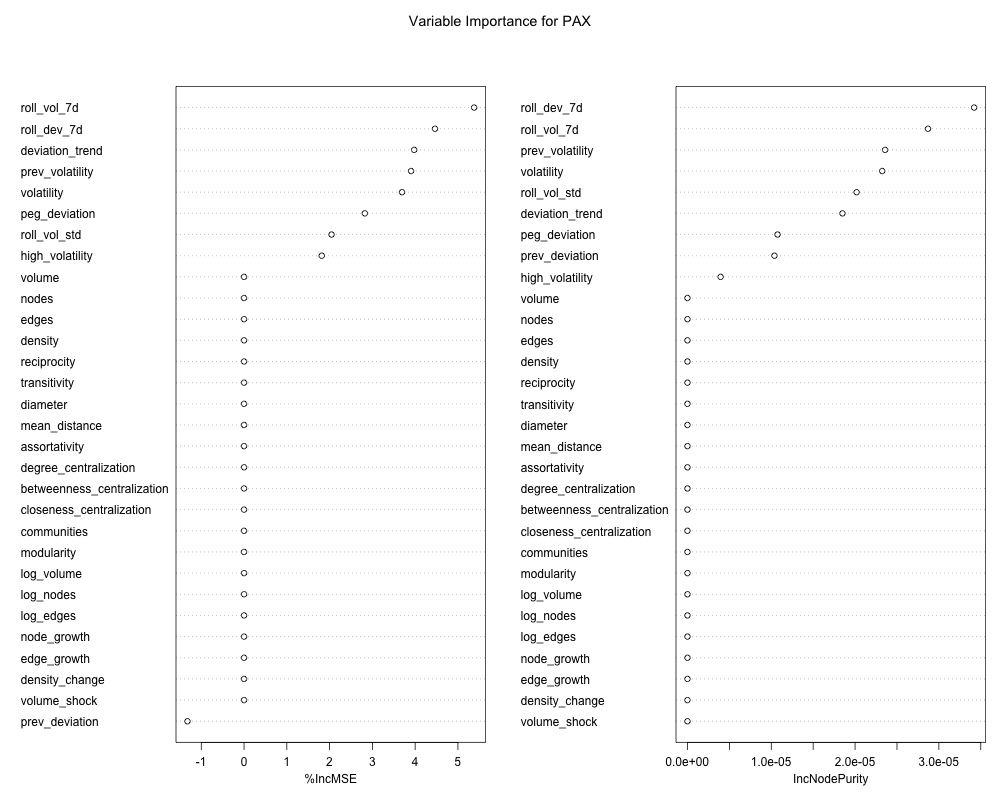 Variable Importance for PAX
roll_vol_7d
roll_dev_7d
deviation_trend
prev_volatility
volatility
peg_deviation
roll_vol_std
high_volatility
volume
nodes
edges
density
reciprocity
transitivity
diameter
mean_distance
assortativity
degree_centralization
betweenness_centralization
closeness_centralization
communities
modularity
log_volume
log_nodes
log_edges
node_growth
edge_growth
density_change
volume_shock
prev_deviation
-1 0 1 2 3 4 5
%IncMSE
roll_dev_7d
roll_vol_7d
prev_volatility
volatility
roll_vol_std
deviation_trend
peg_deviation
prev_deviation
high_volatility
volume
nodes
edges
density
reciprocity
transitivity
diameter
mean_distance
assortativity
degree_centralization
betweenness_centralization
closeness_centralization
communities
modularity
log_volume
log_nodes
log_edges
node_growth
edge_growth
density_change
volume_shock
0.0e+00 1.0e-05 2.0e-05 3.0e-05
IncNodePurity